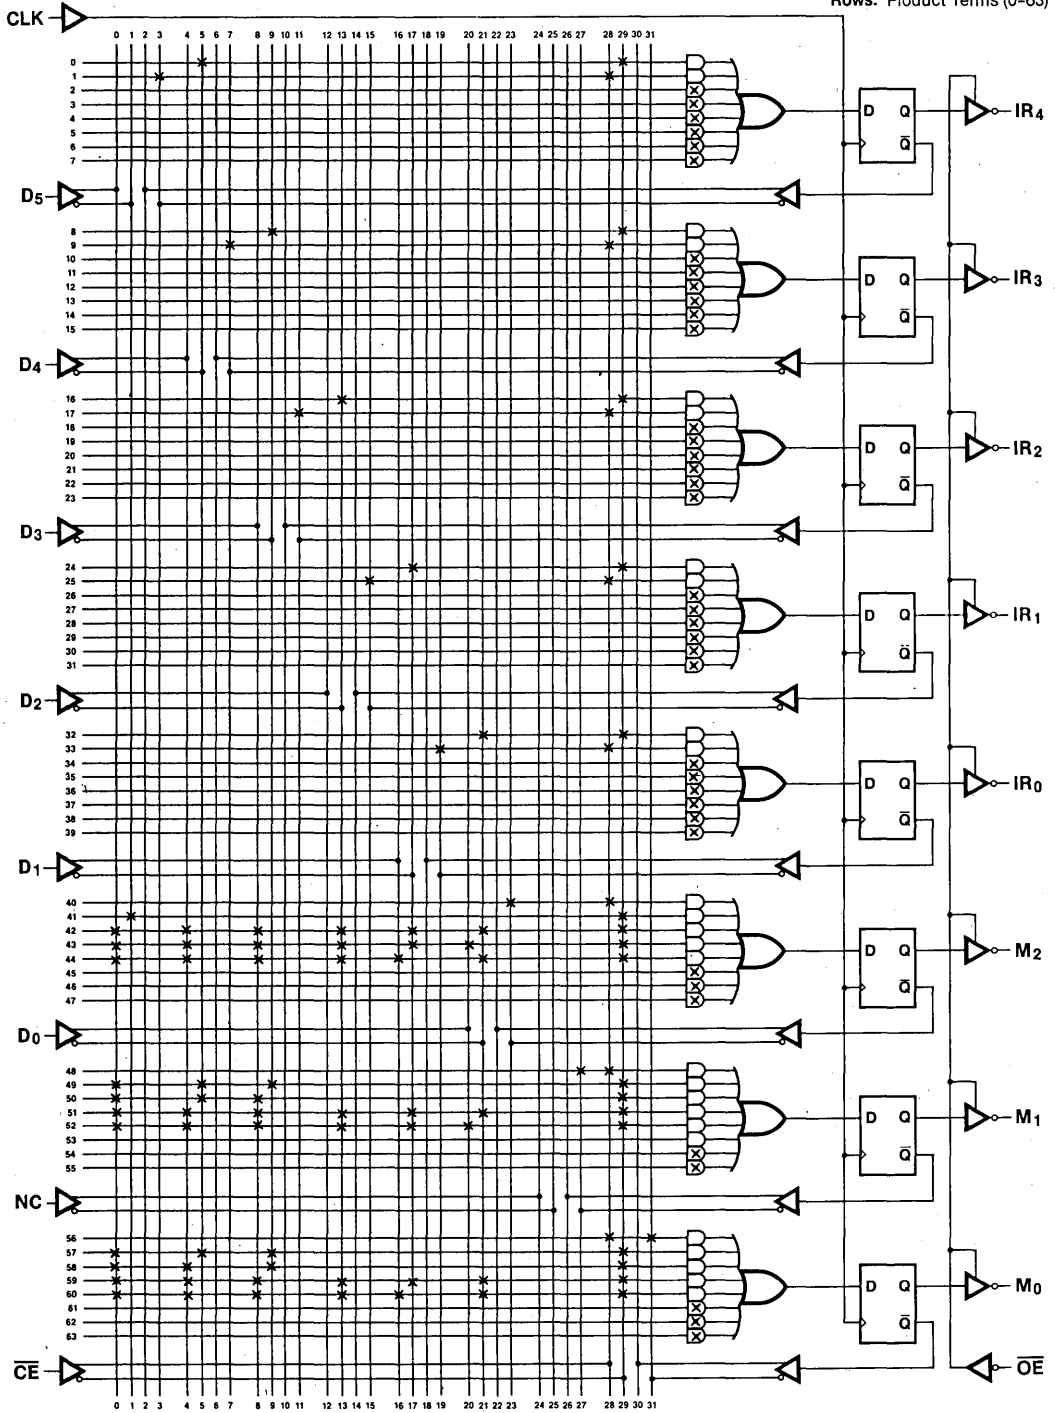 Rows: Product Terms (0-63)
CLK
0 1 2 3 4 5 6 7 8 9 10 11 12 13 14 15 16 17 18 19 20 21 22 23 24 25 26 27 28 29 30 31
0
1
2
3
4
5
6
7
D Q
Q̅
IR4
D5
8
9
10
11
12
13
14
15
D Q
Q̅
IR3
D4
16
17
18
19
20
21
22
23
D Q
Q̅
IR2
D3
24
25
26
27
28
29
30
31
D Q
Q̅
IR1
D2
32
33
34
35
36
37
38
39
D Q
Q̅
IR0
D1
40
41
42
43
44
45
46
47
D Q
Q̅
M2
D0
48
49
50
51
52
53
54
55
D Q
Q̅
M1
NC
56
57
58
59
60
61
62
63
D Q
Q̅
M0
C̅E̅
O̅E̅
0 1 2 3 4 5 6 7 8 9 10 11 12 13 14 15 16 17 18 19 20 21 22 23 24 25 26 27 28 29 30 31